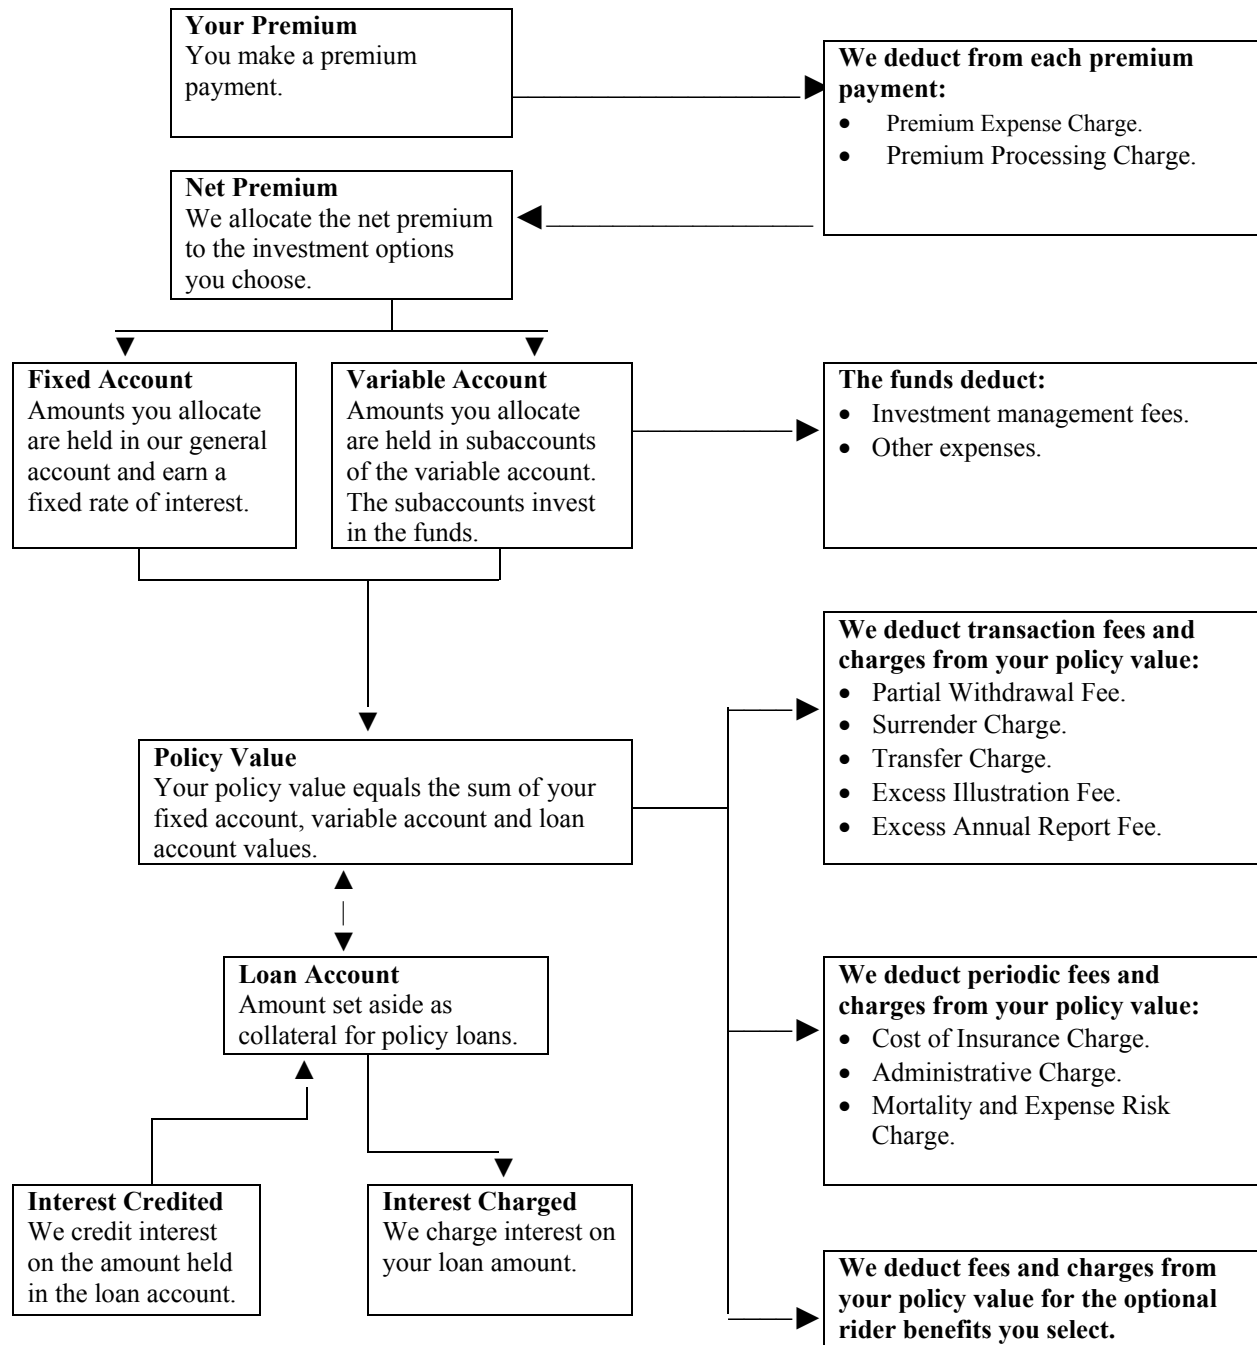 Your Premium
You make a premium
payment.
We deduct from each premium
payment:
• Premium Expense Charge.
• Premium Processing Charge.
Net Premium
We allocate the net premium
to the investment options
you choose.
Fixed Account
Amounts you allocate
are held in our general
account and earn a
fixed rate of interest.
Variable Account
Amounts you allocate
are held in subaccounts
of the variable account.
The subaccounts invest
in the funds.
The funds deduct:
• Investment management fees.
• Other expenses.
We deduct transaction fees and
charges from your policy value:
• Partial Withdrawal Fee.
• Surrender Charge.
• Transfer Charge.
• Excess Illustration Fee.
• Excess Annual Report Fee.
Policy Value
Your policy value equals the sum of your
fixed account, variable account and loan
account values.
Loan Account
Amount set aside as
collateral for policy loans.
We deduct periodic fees and
charges from your policy value:
• Cost of Insurance Charge.
• Administrative Charge.
• Mortality and Expense Risk
Charge.
Interest Credited
We credit interest
on the amount held
in the loan account.
Interest Charged
We charge interest on
your loan amount.
We deduct fees and charges from
your policy value for the optional
rider benefits you select.